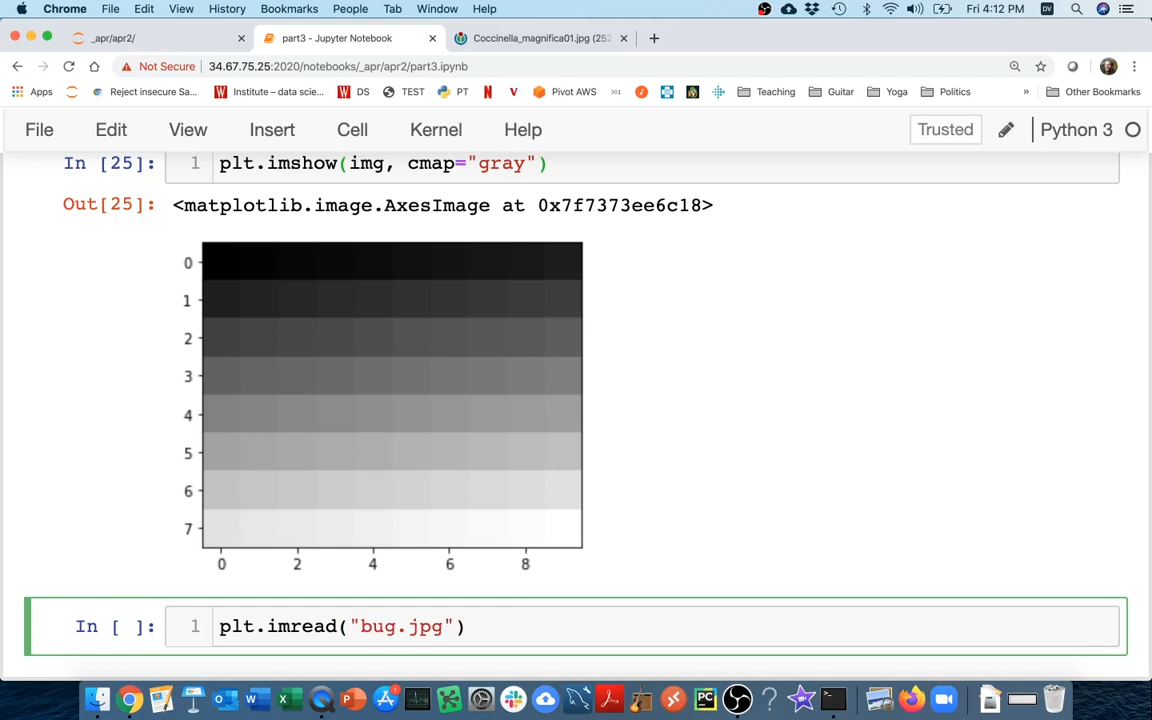 Chrome File Edit View History Bookmarks People Tab Window Help Fri 4:12 PM
_apr/apr2/ part3 - Jupyter Notebook Coccinella_magnifica01.jpg (252
Not Secure 34.67.75.25:2020/notebooks/_apr/apr2/part3.ipynb
Apps Reject insecure Sa... Institute – data scie... DS TEST PT Pivot AWS Teaching Guitar Yoga Politics » Other Bookmarks
File Edit View Insert Cell Kernel Help Trusted Python 3
In [25]: 1 plt.imshow(img, cmap="gray")
Out[25]: <matplotlib.image.AxesImage at 0x7f7373ee6c18>
0
1
2
3
4
5
6
7
0 2 4 6 8
In [ ]: 1 plt.imread("bug.jpg")